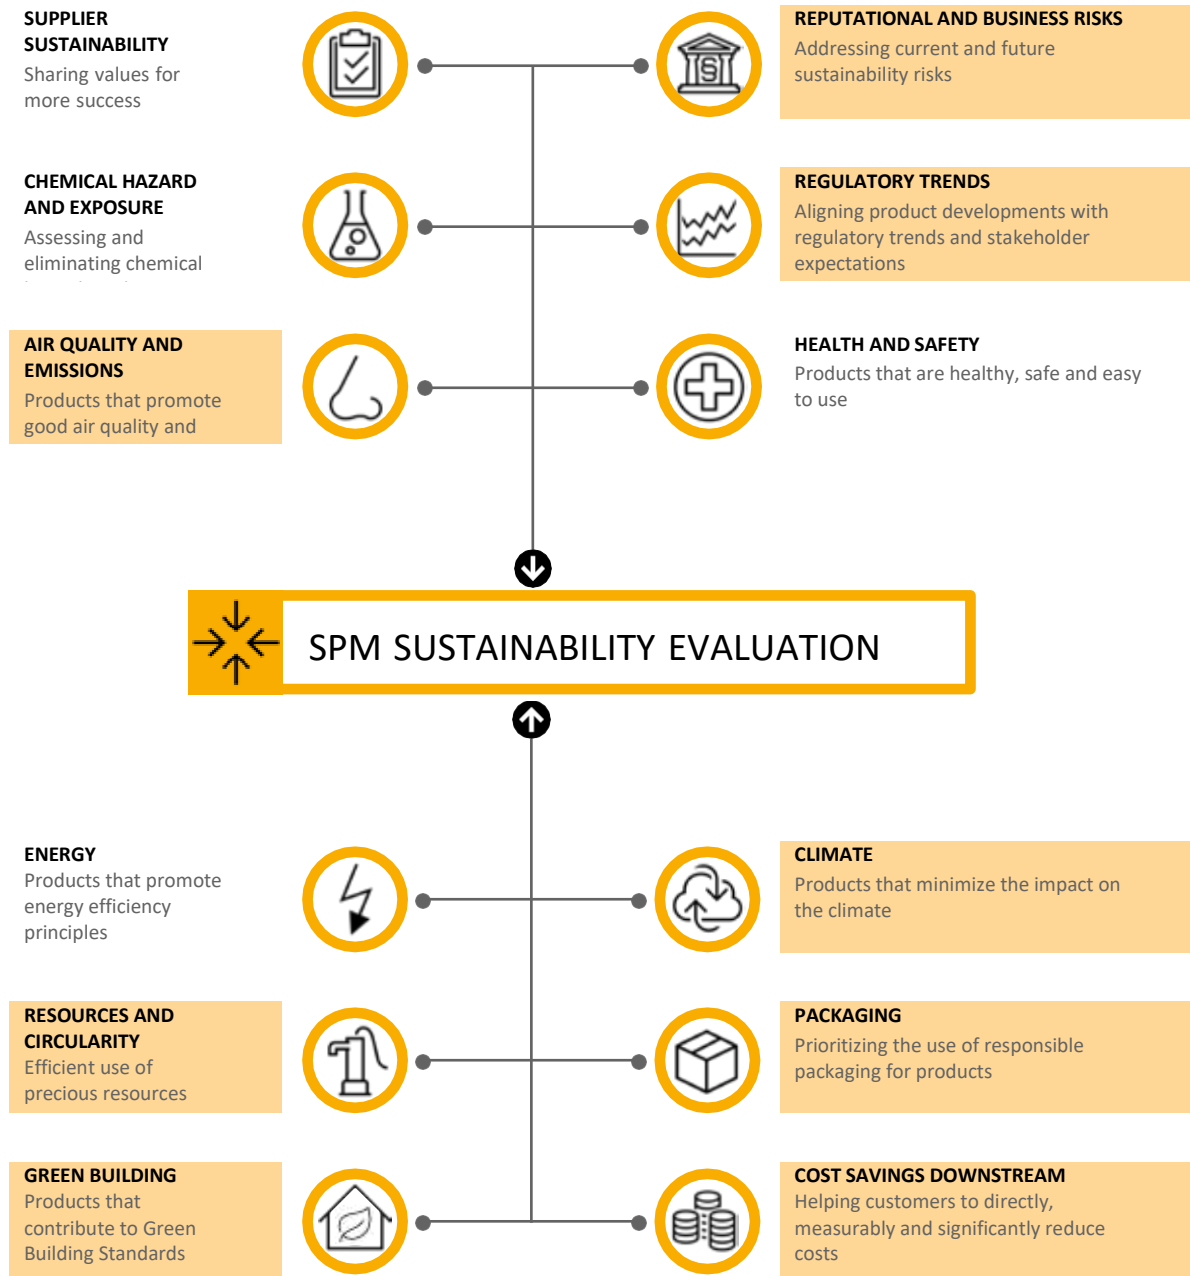 SUPPLIER
SUSTAINABILITY
Sharing values for
more success
REPUTATIONAL AND BUSINESS RISKS
Addressing current and future
sustainability risks
CHEMICAL HAZARD
AND EXPOSURE
Assessing and
eliminating chemical
REGULATORY TRENDS
Aligning product developments with
regulatory trends and stakeholder
expectations
AIR QUALITY AND
EMISSIONS
Products that promote
good air quality and
HEALTH AND SAFETY
Products that are healthy, safe and easy
to use
§
SPM SUSTAINABILITY EVALUATION
ENERGY
Products that promote
energy efficiency
principles
CLIMATE
Products that minimize the impact on
the climate
RESOURCES AND
CIRCULARITY
Efficient use of
precious resources
PACKAGING
Prioritizing the use of responsible
packaging for products
GREEN BUILDING
Products that
contribute to Green
Building Standards
COST SAVINGS DOWNSTREAM
Helping customers to directly,
measurably and significantly reduce
costs